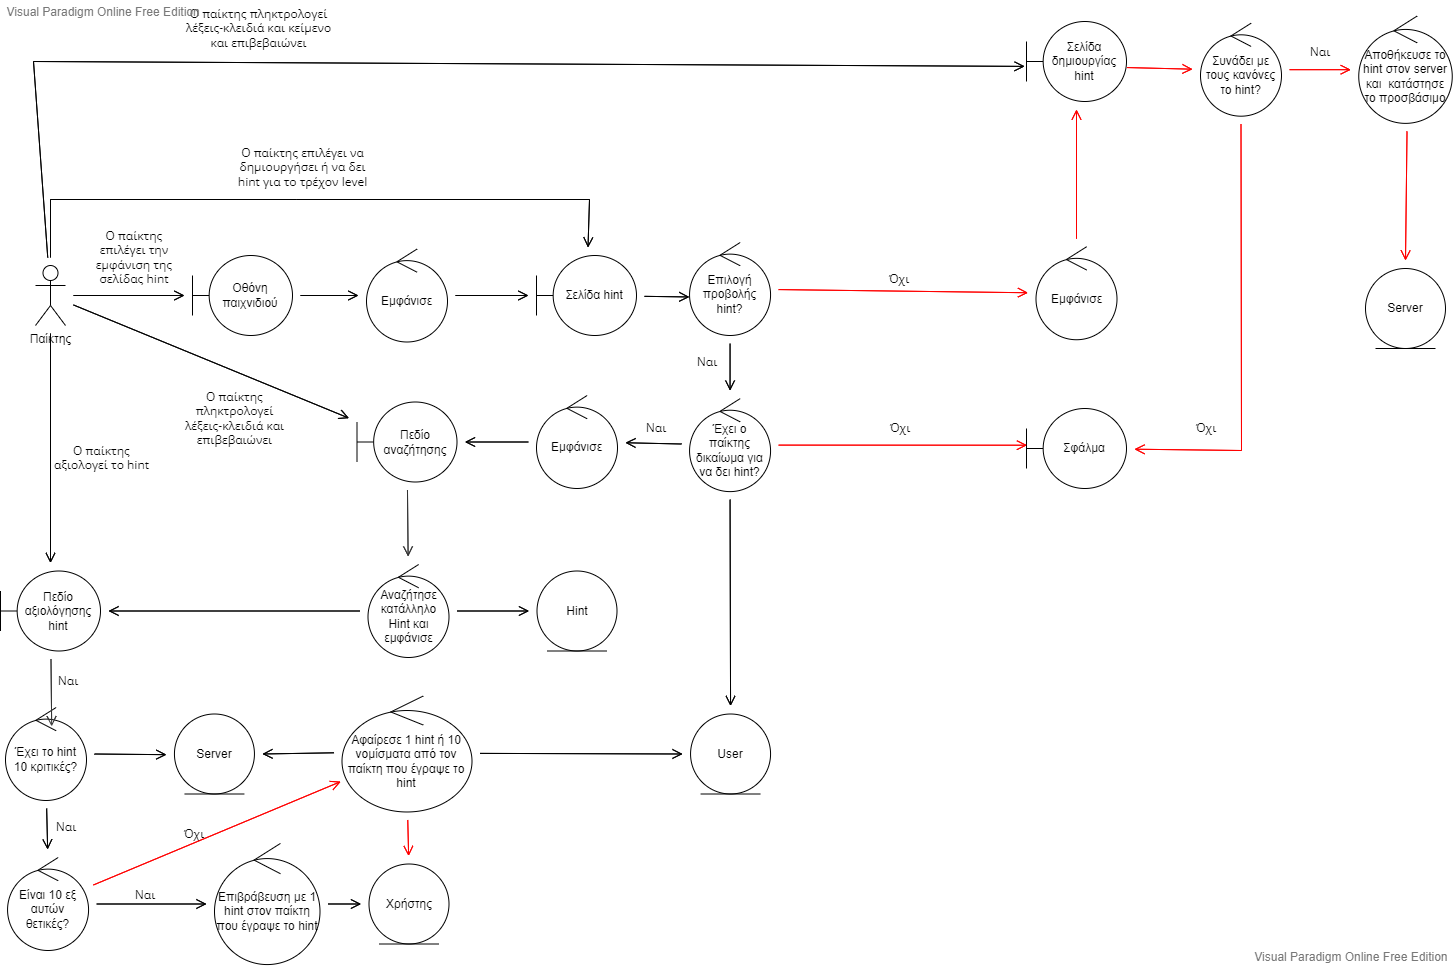 Visual Paradigm Online Free Edition
Ο παίκτης πληκτρολογεί
λέξεις-κλειδιά και κείμενο
και επιβεβαιώνει
Σελίδα
δημιουργίας
hint
Συνάδει με
τους κανόνες
το hint?
Ναι
Αποθήκευσε το
hint στον server
και κατάστησε
το προσβάσιμο
Ο παίκτης επιλέγει να
δημιουργήσει ή να δει
hint για το τρέχον level
Ο παίκτης
επιλέγει την
εμφάνιση της
σελίδας hint
Παίκτης
Οθόνη
παιχνιδιού
Εμφάνισε
Σελίδα hint
Επιλογή
προβολής
hint?
Όχι
Εμφάνισε
Server
Ναι
Ο παίκτης
πληκτρολογεί
λέξεις-κλειδιά και
επιβεβαιώνει
Πεδίο
αναζήτησης
Εμφάνισε
Ναι
Έχει ο
παίκτης
δικαίωμα για
να δει hint?
Όχι
Σφάλμα
Όχι
Ο παίκτης
αξιολογεί το hint
Πεδίο
αξιολόγησης
hint
Αναζήτησε
κατάλληλο
Hint και
εμφάνισε
Hint
Ναι
Έχει το hint
10 κριτικές?
Server
Αφαίρεσε 1 hint ή 10
νομίσματα από τον
παίκτη που έγραψε το
hint
User
Ναι
Όχι
Είναι 10 εξ
αυτών
θετικές?
Ναι
Επιβράβευση με 1
hint στον παίκτη
που έγραψε το hint
Χρήστης
Visual Paradigm Online Free Edition